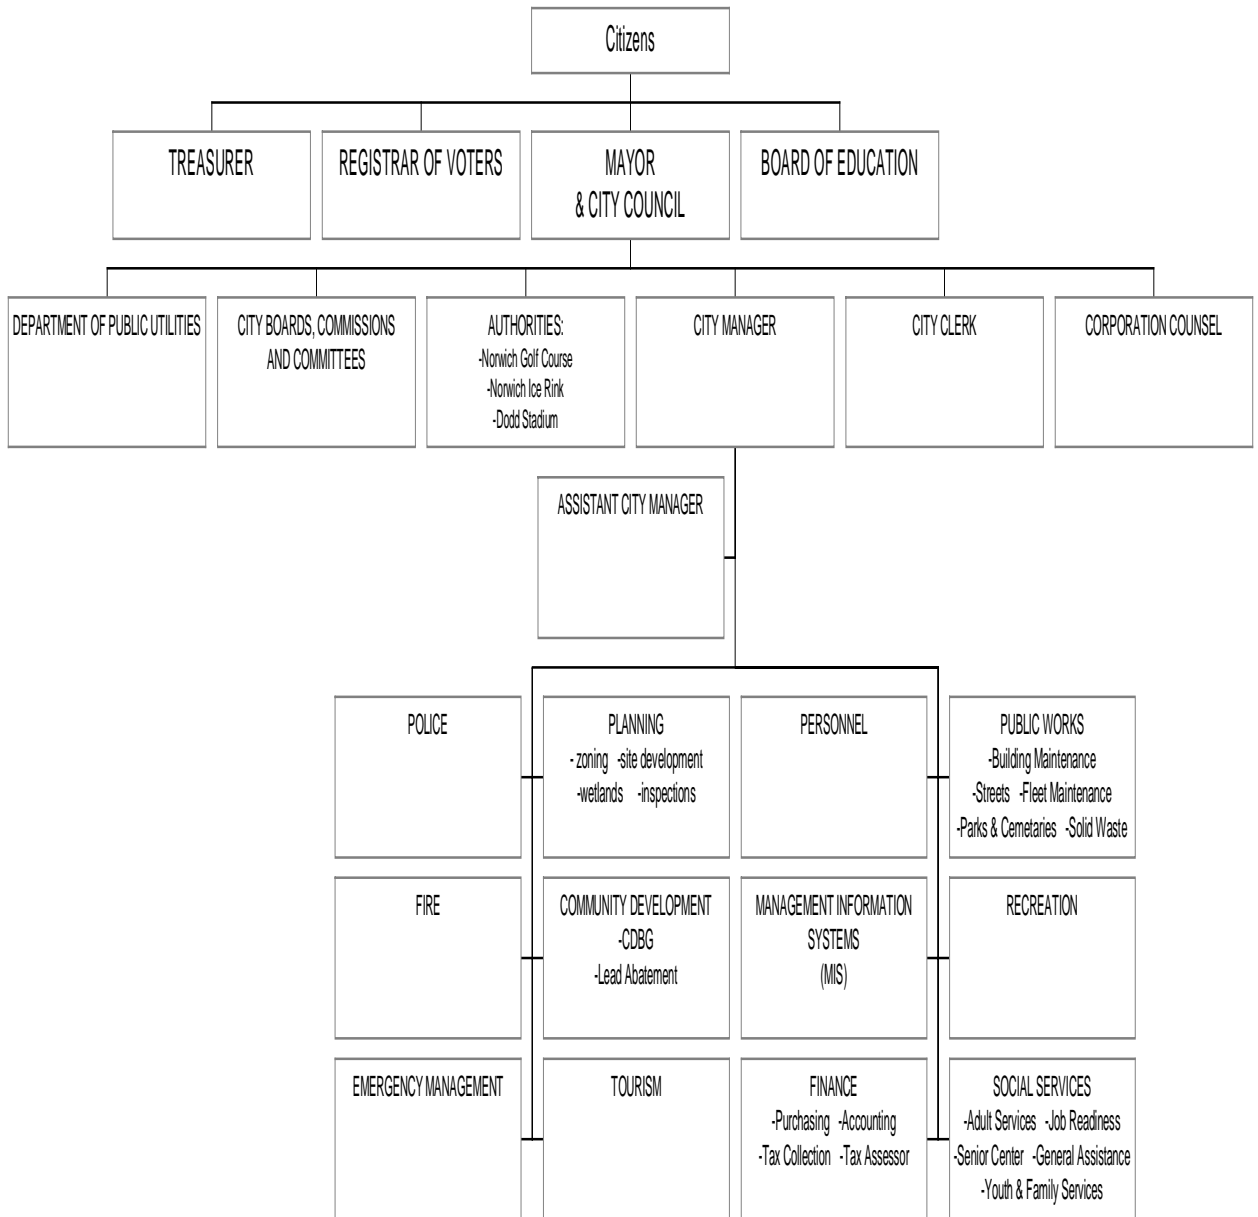 Citizens
TREASURER
REGISTRAR OF VOTERS
MAYOR
& CITY COUNCIL
BOARD OF EDUCATION
DEPARTMENT OF PUBLIC UTILITIES
CITY BOARDS, COMMISSIONS
AND COMMITTEES
AUTHORITIES:
-Norwich Golf Course
-Norwich Ice Rink
-Dodd Stadium
CITY MANAGER
CITY CLERK
CORPORATION COUNSEL
ASSISTANT CITY MANAGER
POLICE
PLANNING
- zoning -site development
-wetlands -inspections
PERSONNEL
PUBLIC WORKS
-Building Maintenance
-Streets -Fleet Maintenance
-Parks & Cemetaries -Solid Waste
FIRE
COMMUNITY DEVELOPMENT
-CDBG
-Lead Abatement
MANAGEMENT INFORMATION
SYSTEMS
(MIS)
RECREATION
EMERGENCY MANAGEMENT
TOURISM
FINANCE
-Purchasing -Accounting
-Tax Collection -Tax Assessor
SOCIAL SERVICES
-Adult Services -Job Readiness
-Senior Center -General Assistance
-Youth & Family Services